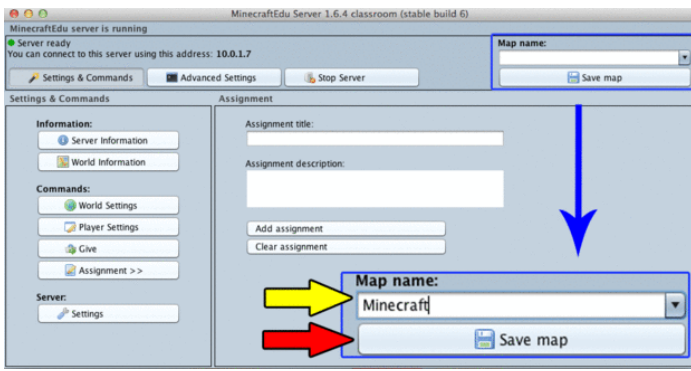 MinecraftEdu Server 1.6.4 classroom (stable build 6)
MinecraftEdu server is running
Server ready
You can connect to this server using this address: 10.0.1.7
Map name:
Settings & Commands
Advanced Settings
Stop Server
Save map
Settings & Commands
Assignment
Information:
Server Information
World Information
Commands:
World Settings
Player Settings
Give
Assignment >>
Server:
Settings
Assignment title:
Assignment description:
Add assignment
Clear assignment
Map name:
Minecraft
Save map